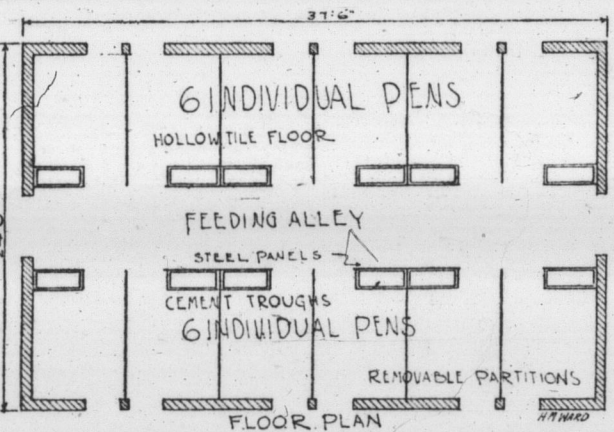 37':6"
6 INDIVIDUAL PENS
HOLLOW TILE FLOOR
FEEDING ALLEY
STEEL PANELS
CEMENT TROUGHS
6 INDIVIDUAL PENS
REMOVABLE PARTITIONS
FLOOR PLAN
H.M.WARD